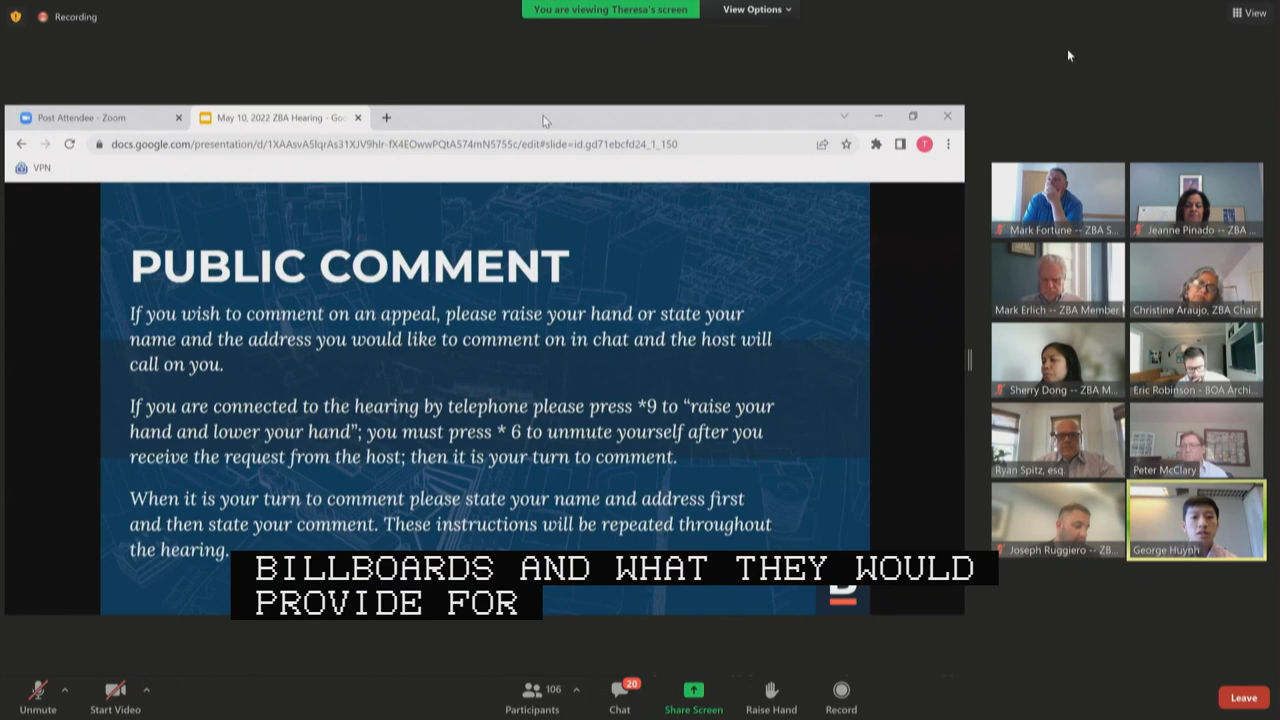 Recording
You are viewing Theresa's screen
View Options
View
Post Attendee - Zoom
May 10, 2022 ZBA Hearing - Goo
docs.google.com/presentation/d/1XAAsvA5lqrAs31XJV9hlr-fX4EOwwPQtA574mN5755c/edit#slide=id.gd71ebcfd24_1_150
T
VPN
PUBLIC COMMENT
If you wish to comment on an appeal, please raise your hand or state your
name and the address you would like to comment on in chat and the host will
call on you.
If you are connected to the hearing by telephone please press *9 to “raise your
hand and lower your hand”; you must press * 6 to unmute yourself after you
receive the request from the host; then it is your turn to comment.
When it is your turn to comment please state your name and address first
and then state your comment. These instructions will be repeated throughout
the hearing.
B
BILLBOARDS AND WHAT THEY WOULD
PROVIDE FOR
Mark Fortune -- ZBA S...
Jeanne Pinado -- ZBA ...
Mark Erlich -- ZBA Member
Christine Araujo, ZBA Chair
Sherry Dong -- ZBA M...
Eric Robinson - BOA Archi...
Ryan Spitz, esq.
Peter McClary
Joseph Ruggiero -- ZB...
George Huynh
Unmute
Start Video
106
Participants
20
Chat
Share Screen
Raise Hand
Record
Leave